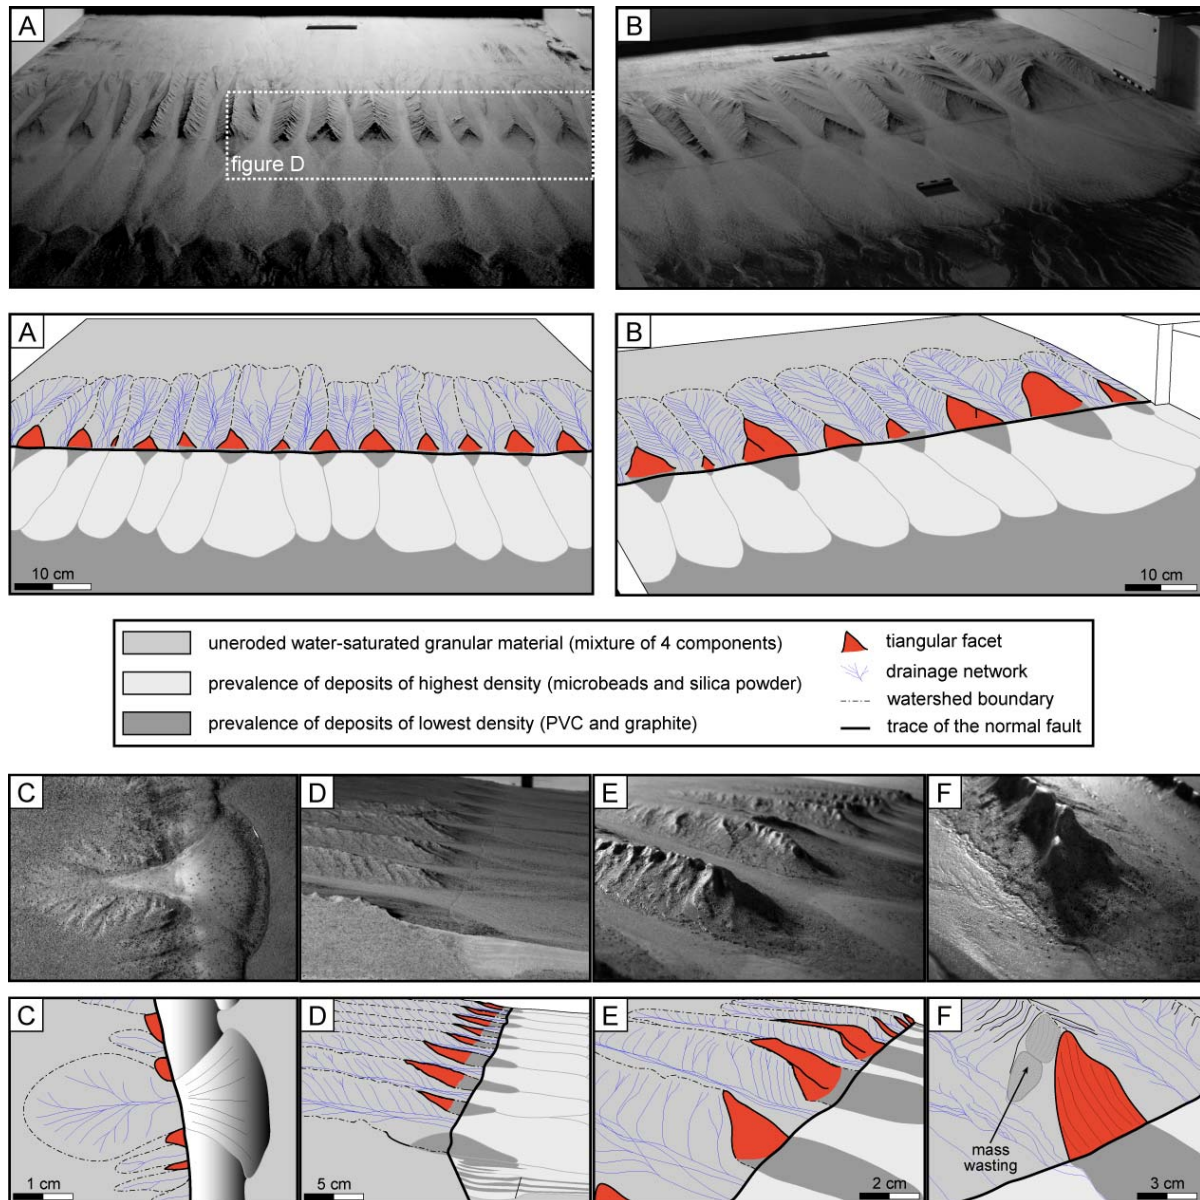 A
B
figure D
A
B
10 cm
10 cm
uneroded water-saturated granular material (mixture of 4 components)
prevalence of deposits of highest density (microbeads and silica powder)
prevalence of deposits of lowest density (PVC and graphite)
tiangular facet
drainage network
watershed boundary
trace of the normal fault
C
D
E
F
C
D
E
F
mass
wasting
1 cm
5 cm
2 cm
3 cm